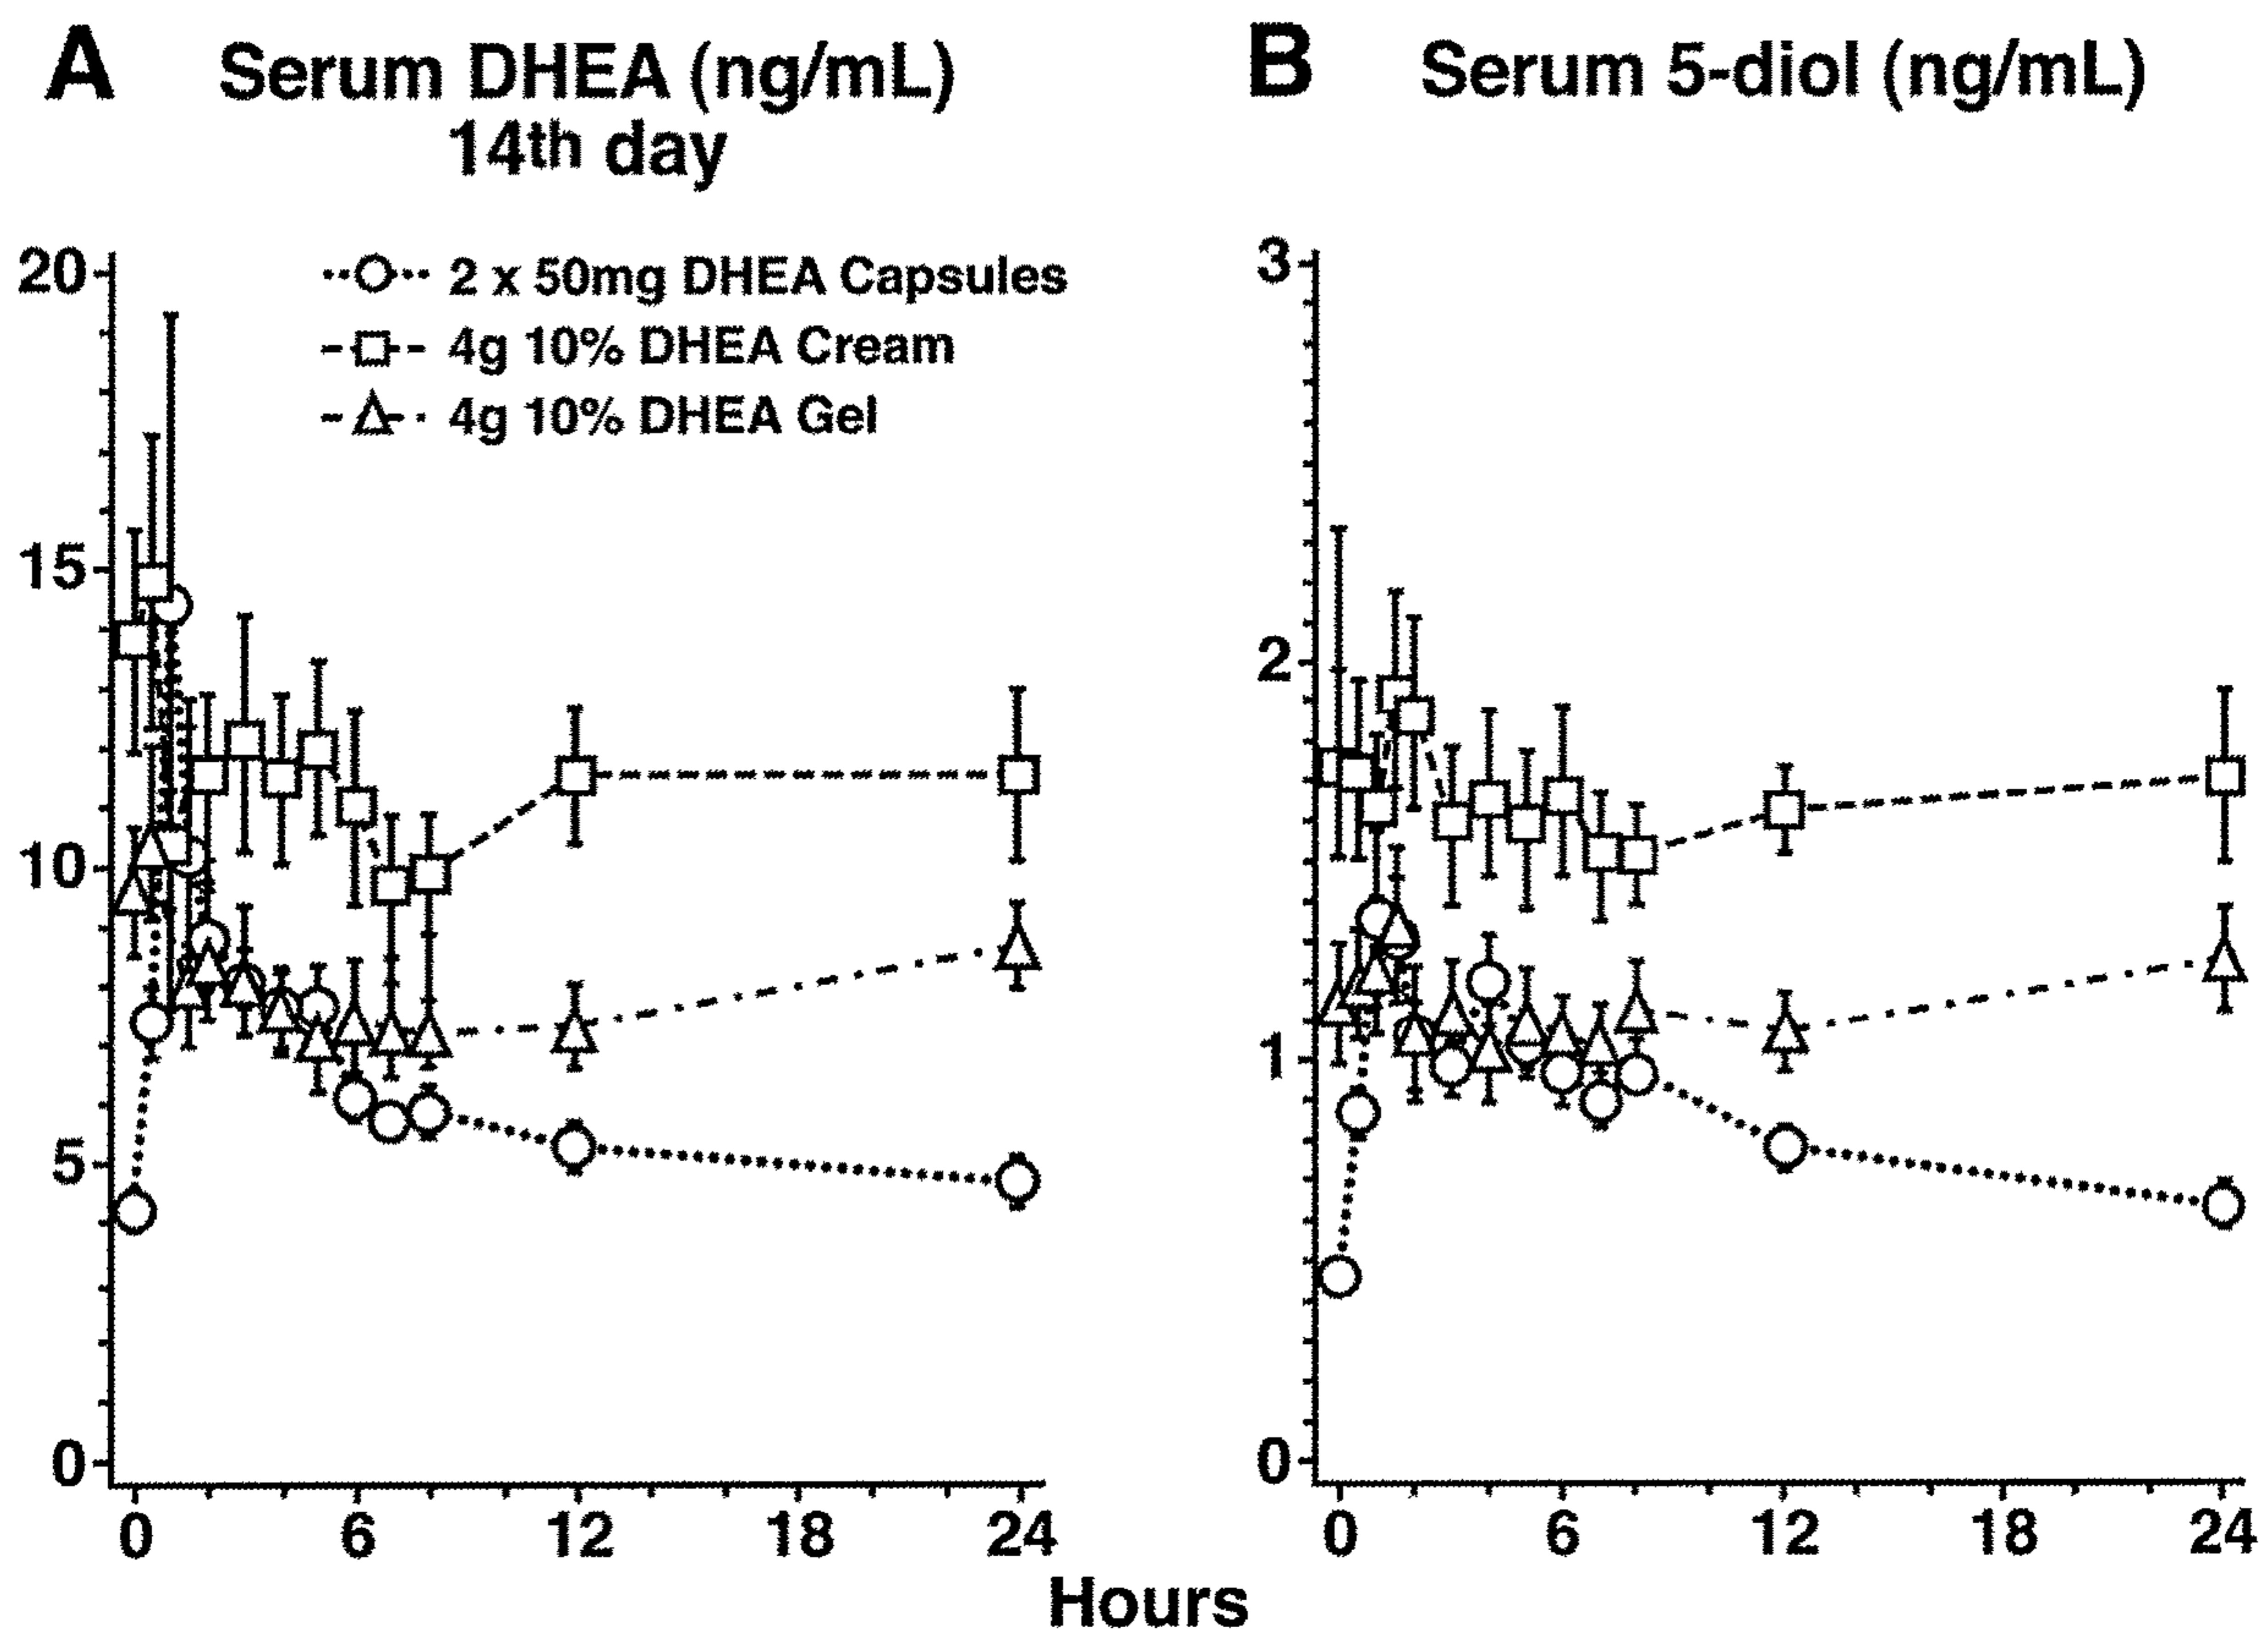 A Serum DHEA (ng/mL)
14th day
20
15
10
5
0
2 x 50mg DHEA Capsules
4g 10% DHEA Cream
4g 10% DHEA Gel
0 6 12 18 24
B Serum 5-diol (ng/mL)
3
2
1
0
0 6 12 18 24
Hours